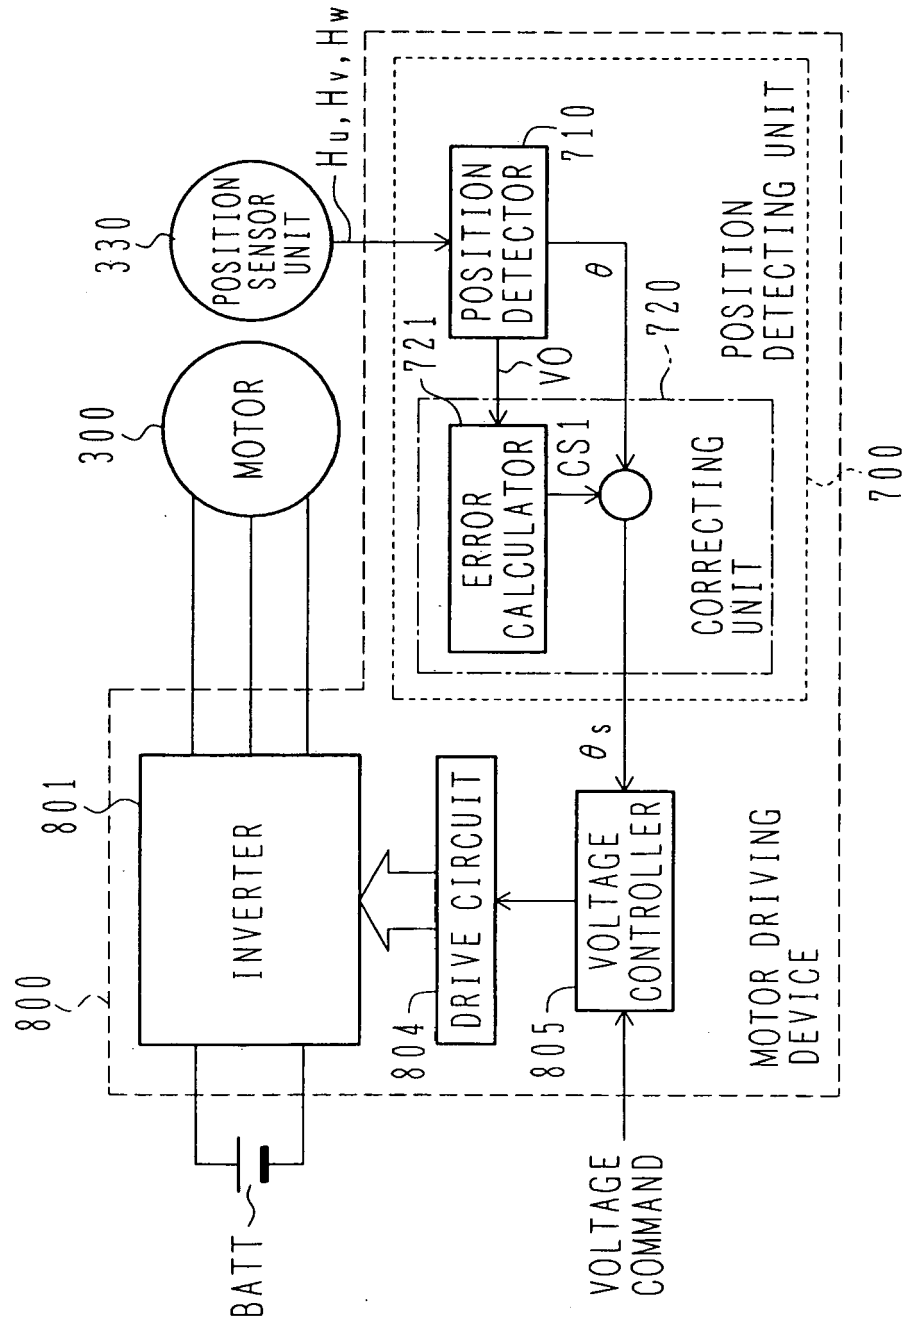 800
801
300
330
BATT
INVERTER
MOTOR
POSITION
SENSOR
UNIT
Hu, Hv, Hw
804
DRIVE CIRCUIT
721
ERROR
CALCULATOR
VO
POSITION
DETECTOR
710
CS1
θ
805
VOLTAGE
CONTROLLER
θs
720
VOLTAGE
COMMAND
CORRECTING
UNIT
POSITION
DETECTING UNIT
MOTOR DRIVING
DEVICE
700